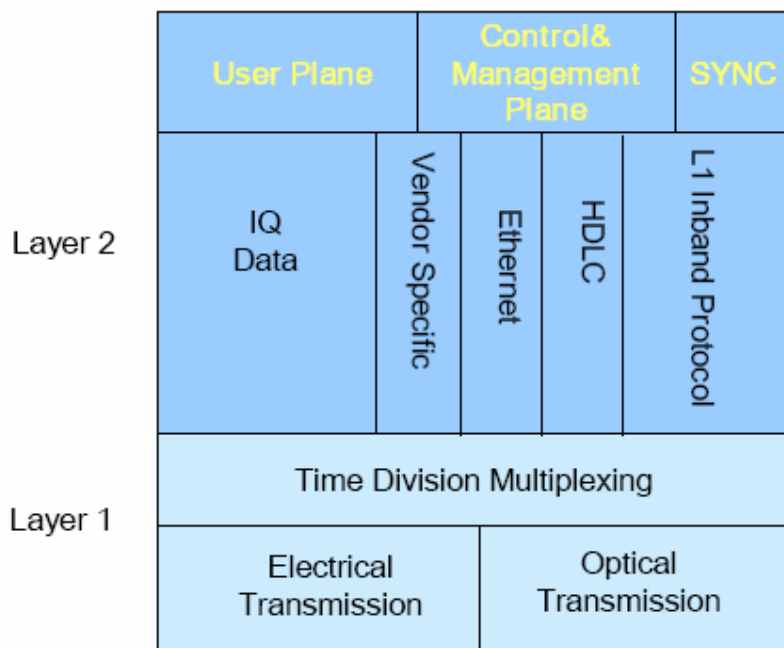 User Plane
Control&
Management
Plane
SYNC
Layer 2
IQ
Data
Vendor Specific
Ethernet
HDLC
L1 Inband Protocol
Layer 1
Time Division Multiplexing
Electrical
Transmission
Optical
Transmission